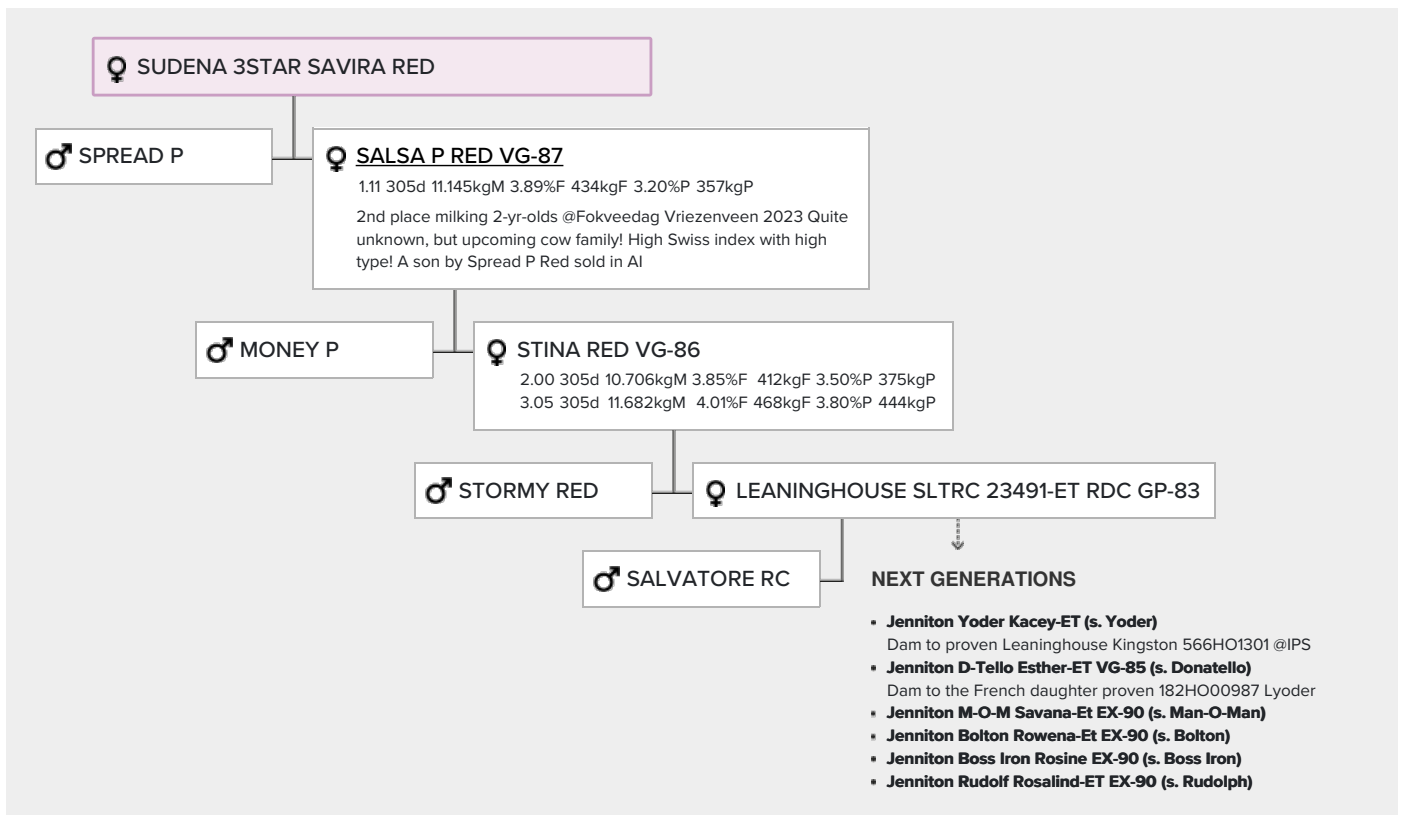 SUDENA 3STAR SAVIRA RED
SPREAD P
SALSA P RED VG-87
1.11 305d 11.145kgM 3.89%F 434kgF 3.20%P 357kgP
2nd place milking 2-yr-olds @Fokveedag Vriezenveen 2023 Quite
unknown, but upcoming cow family! High Swiss index with high
type! A son by Spread P Red sold in AI
MONEY P
STINA RED VG-86
2.00 305d 10.706kgM 3.85%F 412kgF 3.50%P 375kgP
3.05 305d 11.682kgM 4.01%F 468kgF 3.80%P 444kgP
STORMY RED
LEANINGHOUSE SLTRC 23491-ET RDC GP-83
SALVATORE RC
NEXT GENERATIONS
Jenniton Yoder Kacey-ET (s. Yoder)
Dam to proven Leaninghouse Kingston 566HO1301 @IPS
Jenniton D-Tello Esther-ET VG-85 (s. Donatello)
Dam to the French daughter proven 182HO00987 Lyoder
Jenniton M-O-M Savana-Et EX-90 (s. Man-O-Man)
Jenniton Bolton Rowena-Et EX-90 (s. Bolton)
Jenniton Boss Iron Rosine EX-90 (s. Boss Iron)
Jenniton Rudolf Rosalind-ET EX-90 (s. Rudolph)